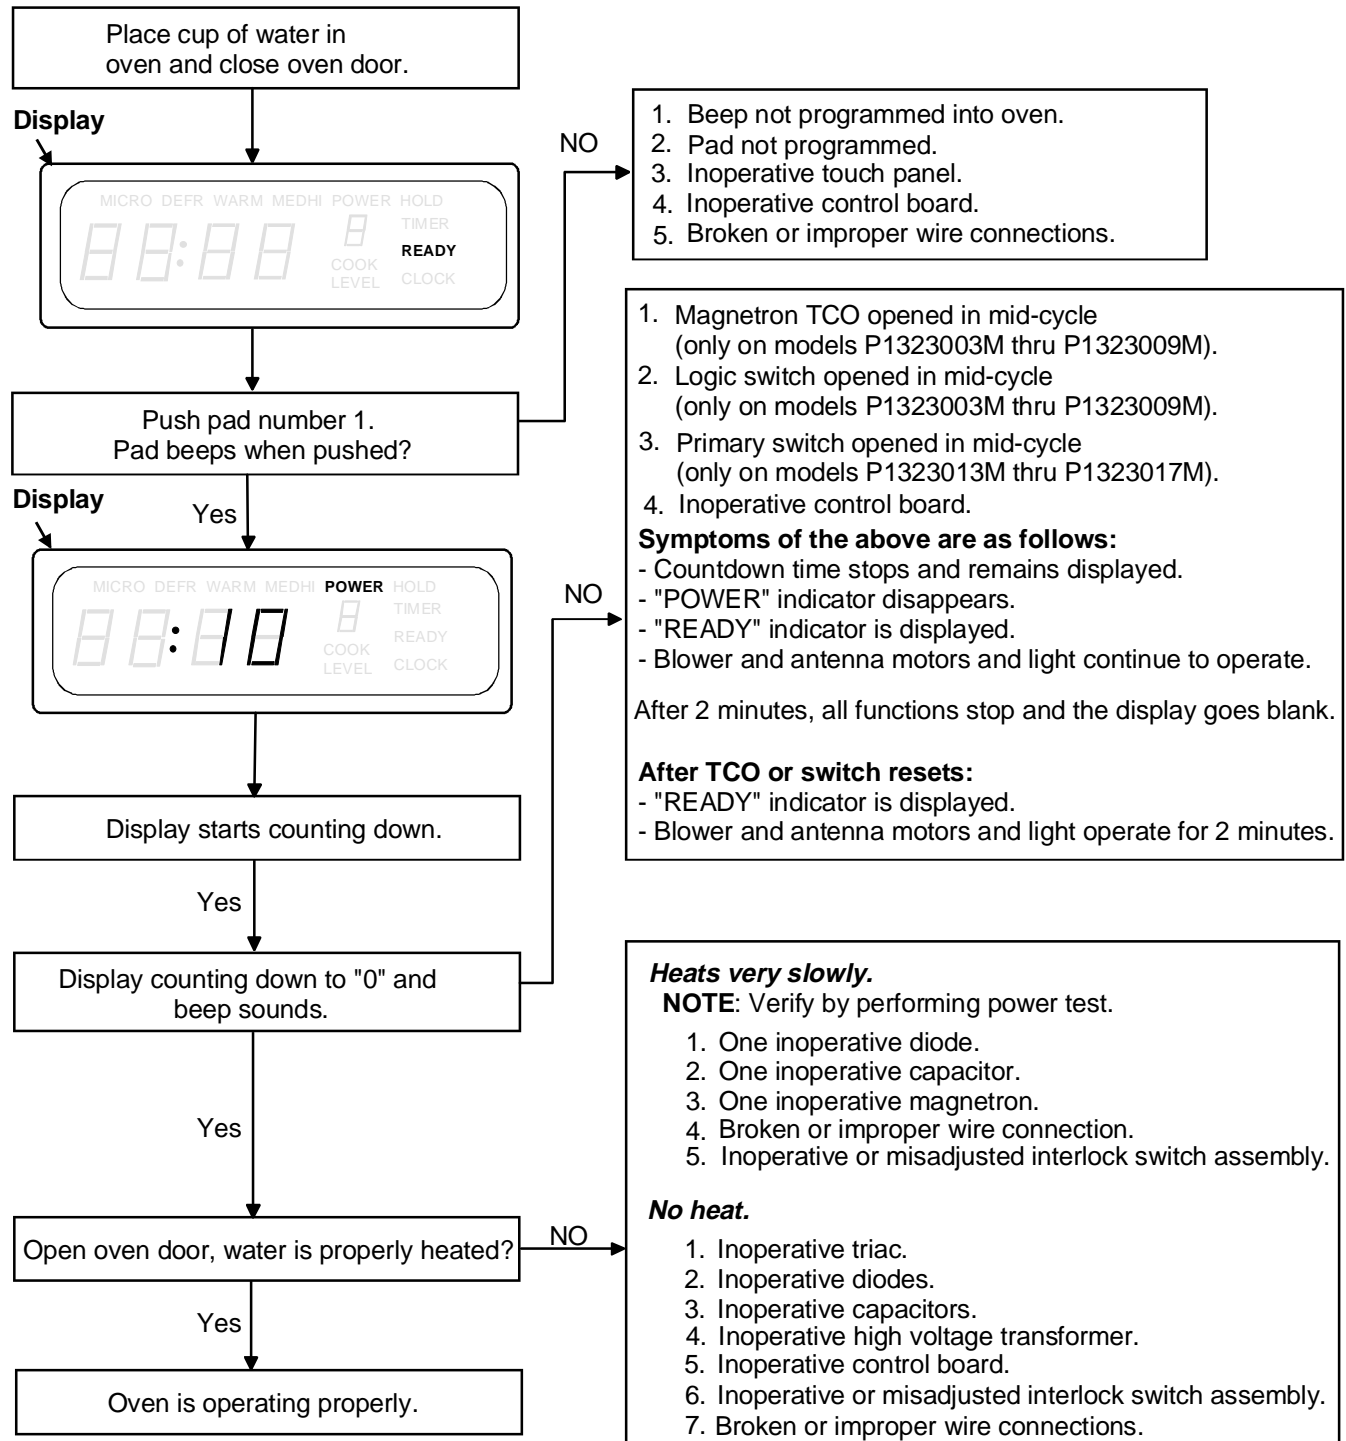 Place cup of water in
oven and close oven door.
Display
MICRO DEFR WARM MEDHI POWER HOLD
TIMER
88:88 8
READY
COOK
LEVEL CLOCK
NO
1. Beep not programmed into oven.
2. Pad not programmed.
3. Inoperative touch panel.
4. Inoperative control board.
5. Broken or improper wire connections.
Push pad number 1.
Pad beeps when pushed?
1. Magnetron TCO opened in mid-cycle
(only on models P1323003M thru P1323009M).
2. Logic switch opened in mid-cycle
(only on models P1323003M thru P1323009M).
3. Primary switch opened in mid-cycle
(only on models P1323013M thru P1323017M).
4. Inoperative control board.
Symptoms of the above are as follows:
- Countdown time stops and remains displayed.
- "POWER" indicator disappears.
- "READY" indicator is displayed.
- Blower and antenna motors and light continue to operate.
After 2 minutes, all functions stop and the display goes blank.
After TCO or switch resets:
- "READY" indicator is displayed.
- Blower and antenna motors and light operate for 2 minutes.
Display
Yes
MICRO DEFR WARM MEDHI POWER HOLD
TIMER
:10
READY
COOK
LEVEL CLOCK
NO
Display starts counting down.
Yes
Display counting down to "0" and
beep sounds.
Yes
Heats very slowly.
NOTE: Verify by performing power test.
1. One inoperative diode.
2. One inoperative capacitor.
3. One inoperative magnetron.
4. Broken or improper wire connection.
5. Inoperative or misadjusted interlock switch assembly.
No heat.
1. Inoperative triac.
2. Inoperative diodes.
3. Inoperative capacitors.
4. Inoperative high voltage transformer.
5. Inoperative control board.
6. Inoperative or misadjusted interlock switch assembly.
7. Broken or improper wire connections.
Open oven door, water is properly heated?
NO
Yes
Oven is operating properly.